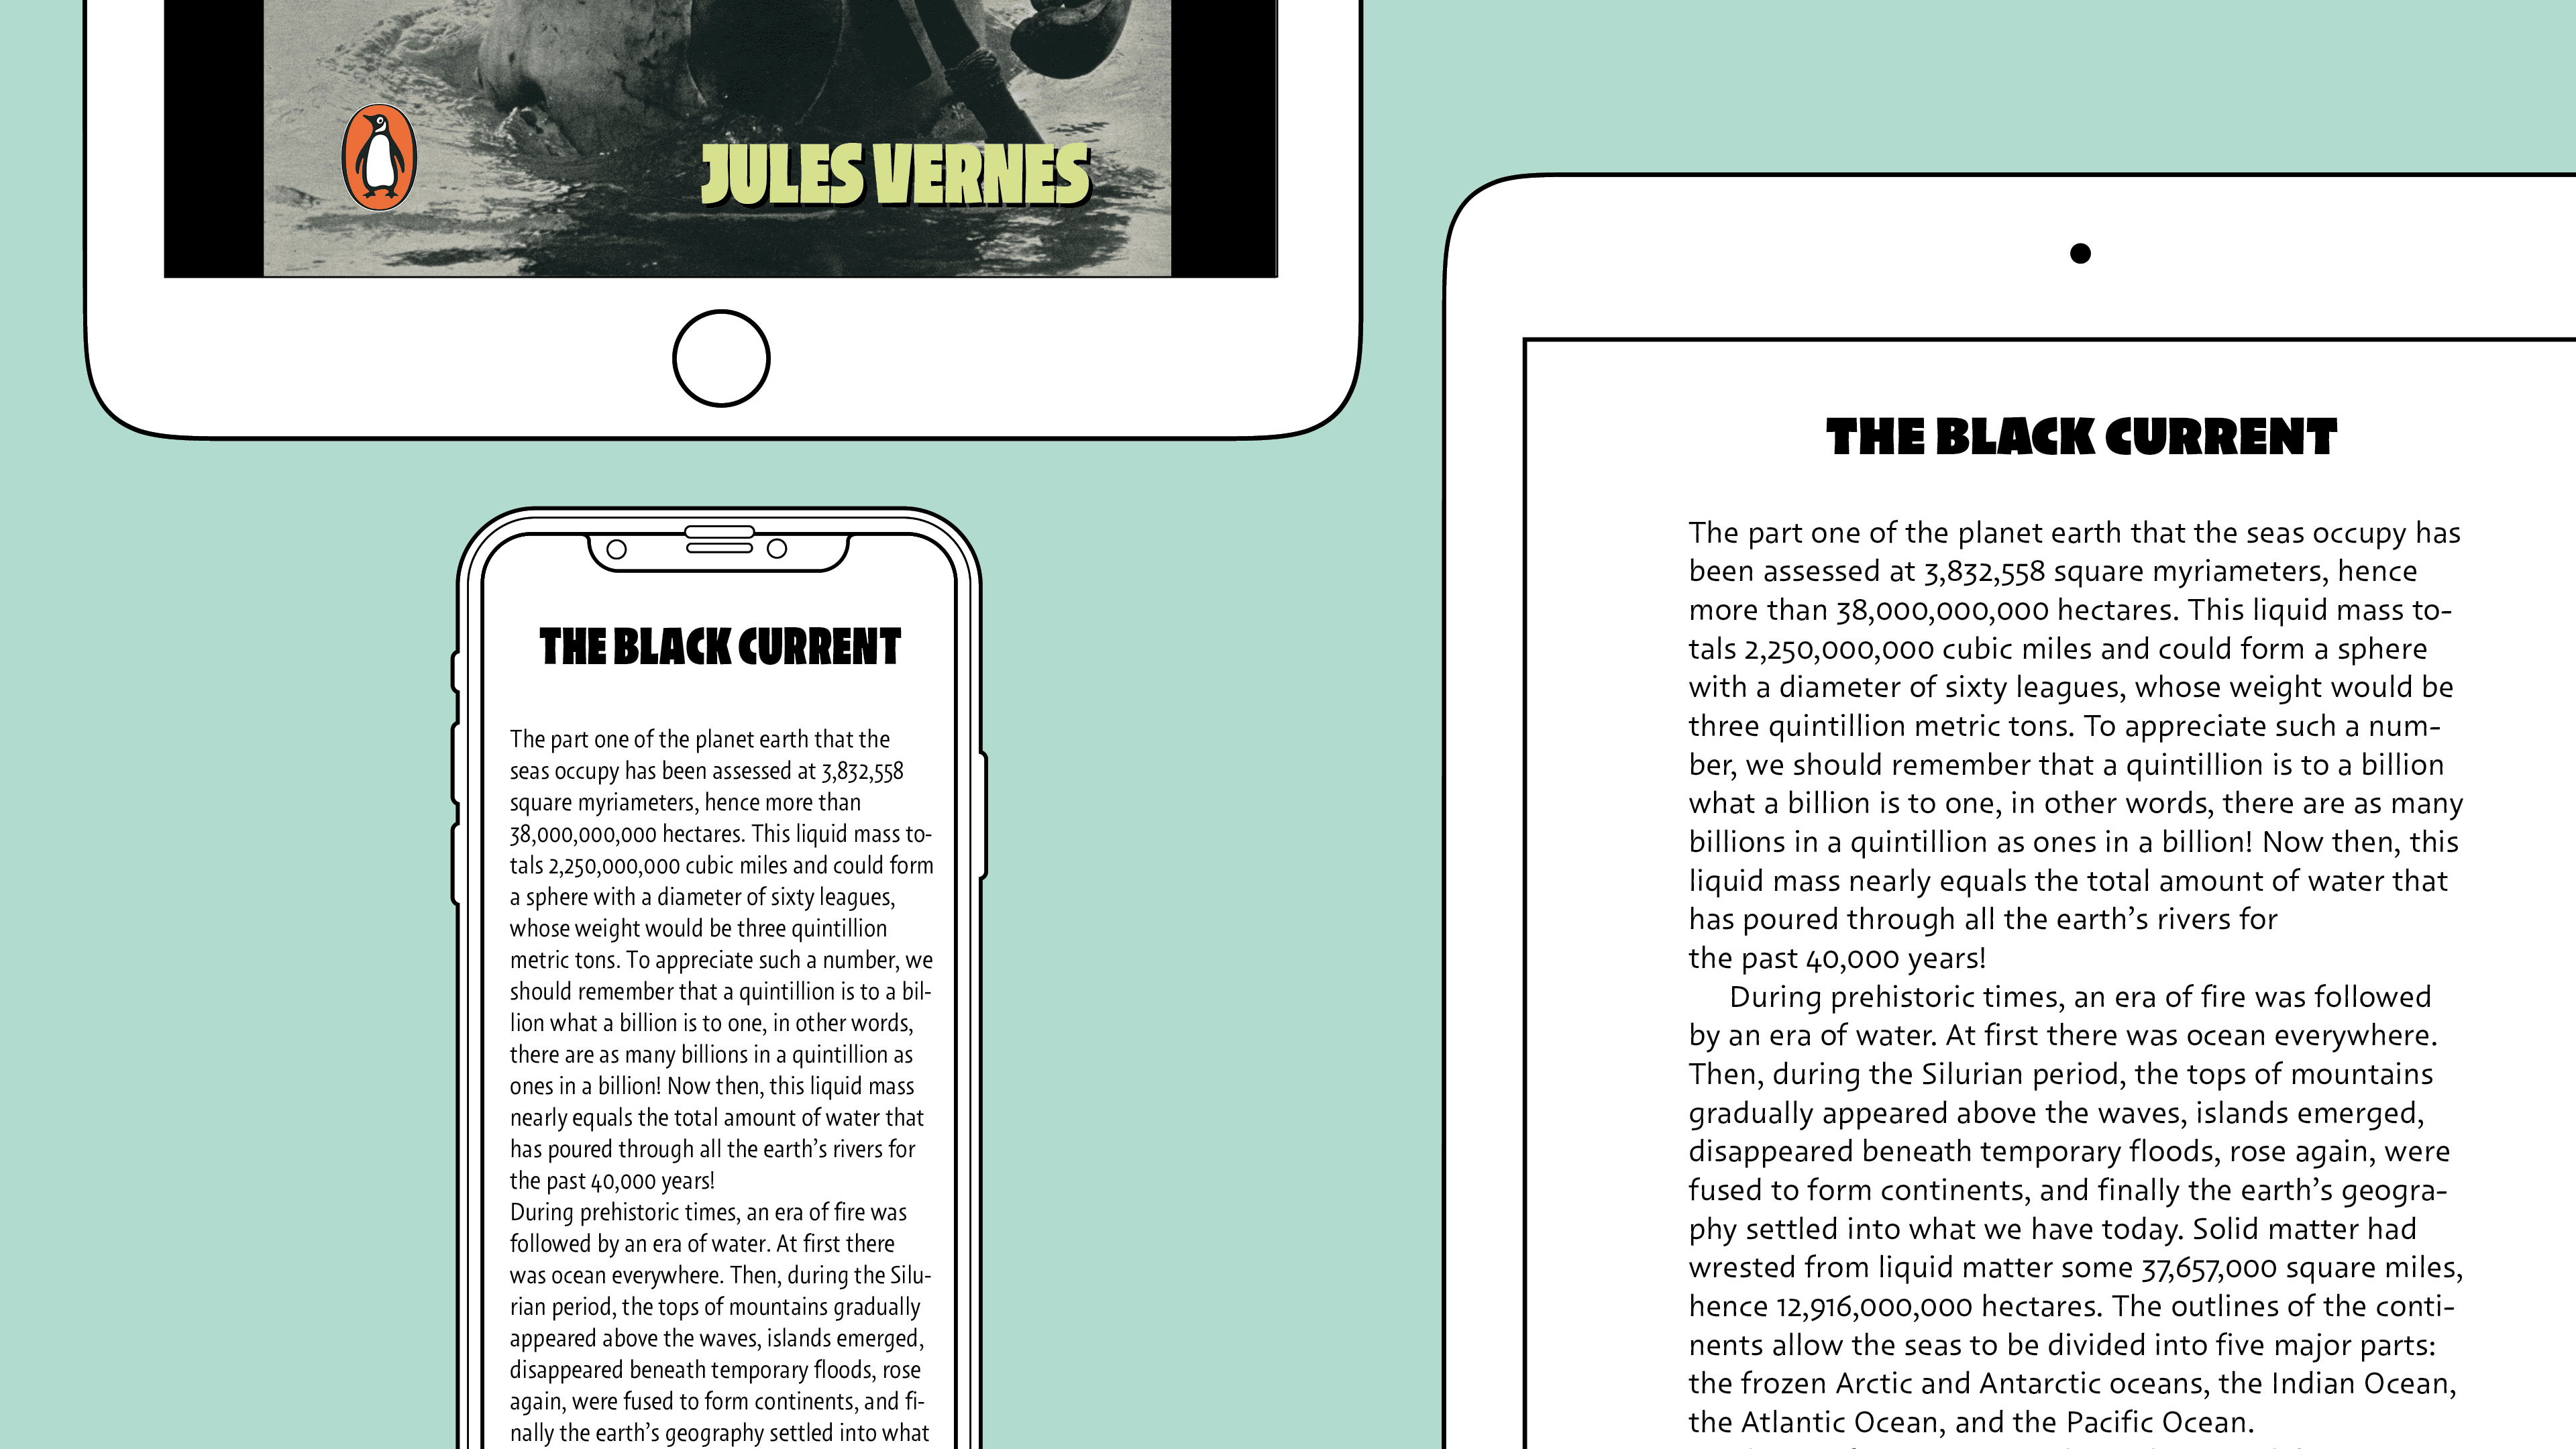 JULES VERNES
THE BLACK CURRENT
The part one of the planet earth that the
seas occupy has been assessed at 3,832,558
square myriameters, hence more than
38,000,000,000 hectares. This liquid mass to-
tals 2,250,000,000 cubic miles and could form
a sphere with a diameter of sixty leagues,
whose weight would be three quintillion
metric tons. To appreciate such a number, we
should remember that a quintillion is to a bil-
lion what a billion is to one, in other words,
there are as many billions in a quintillion as
ones in a billion! Now then, this liquid mass
nearly equals the total amount of water that
has poured through all the earth’s rivers for
the past 40,000 years!
During prehistoric times, an era of fire was
followed by an era of water. At first there
was ocean everywhere. Then, during the Silu-
rian period, the tops of mountains gradually
appeared above the waves, islands emerged,
disappeared beneath temporary floods, rose
again, were fused to form continents, and fi-
nally the earth’s geography settled into what
THE BLACK CURRENT
The part one of the planet earth that the seas occupy has
been assessed at 3,832,558 square myriameters, hence
more than 38,000,000,000 hectares. This liquid mass to-
tals 2,250,000,000 cubic miles and could form a sphere
with a diameter of sixty leagues, whose weight would be
three quintillion metric tons. To appreciate such a num-
ber, we should remember that a quintillion is to a billion
what a billion is to one, in other words, there are as many
billions in a quintillion as ones in a billion! Now then, this
liquid mass nearly equals the total amount of water that
has poured through all the earth’s rivers for
the past 40,000 years!
During prehistoric times, an era of fire was followed
by an era of water. At first there was ocean everywhere.
Then, during the Silurian period, the tops of mountains
gradually appeared above the waves, islands emerged,
disappeared beneath temporary floods, rose again, were
fused to form continents, and finally the earth’s geogra-
phy settled into what we have today. Solid matter had
wrested from liquid matter some 37,657,000 square miles,
hence 12,916,000,000 hectares. The outlines of the conti-
nents allow the seas to be divided into five major parts:
the frozen Arctic and Antarctic oceans, the Indian Ocean,
the Atlantic Ocean, and the Pacific Ocean.